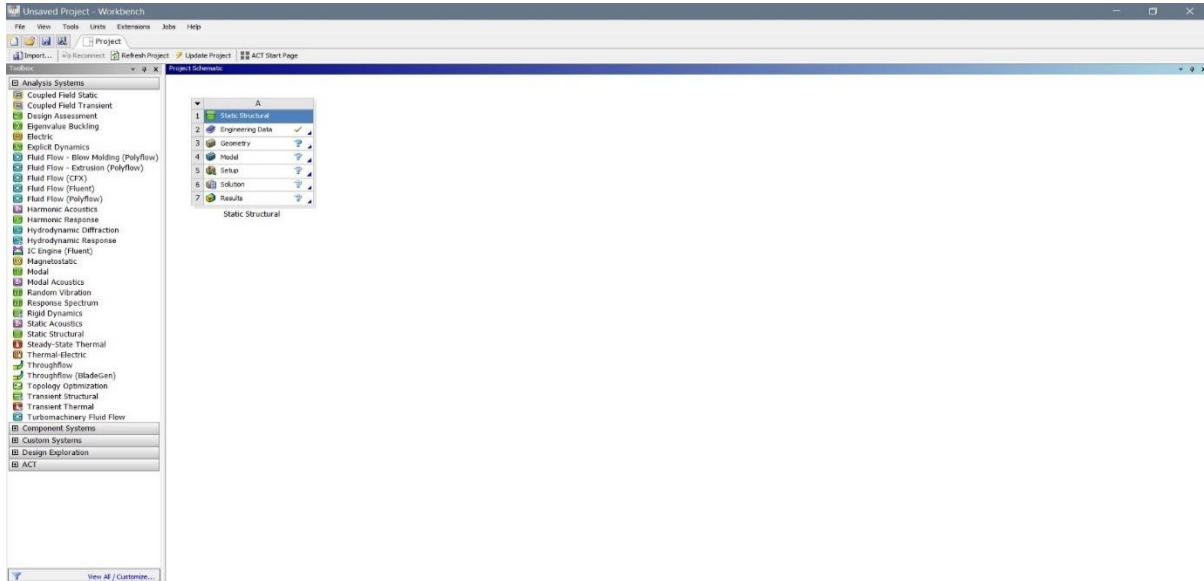 Unsaved Project - Workbench
File View Tools Units Extensions Jobs Help
Project
Import... Reconnect Refresh Project Update Project ACT Start Page
Toolbox
Project Schematic
Analysis Systems
Coupled Field Static
Coupled Field Transient
Design Assessment
Eigenvalue Buckling
Electric
Explicit Dynamics
Fluid Flow - Blow Molding (Polyflow)
Fluid Flow - Extrusion (Polyflow)
Fluid Flow (CFX)
Fluid Flow (Fluent)
Fluid Flow (Polyflow)
Harmonic Acoustics
Harmonic Response
Hydrodynamic Diffraction
Hydrodynamic Response
IC Engine (Fluent)
Magnetostatic
Modal
Modal Acoustics
Random Vibration
Response Spectrum
Rigid Dynamics
Static Acoustics
Static Structural
Steady-State Thermal
Thermal-Electric
Throughflow
Throughflow (BladeGen)
Topology Optimization
Transient Structural
Transient Thermal
Turbomachinery Fluid Flow
Component Systems
Custom Systems
Design Exploration
ACT
View All / Customize...
A
1 Static Structural
2 Engineering Data
3 Geometry
4 Model
5 Setup
6 Solution
7 Results
Static Structural